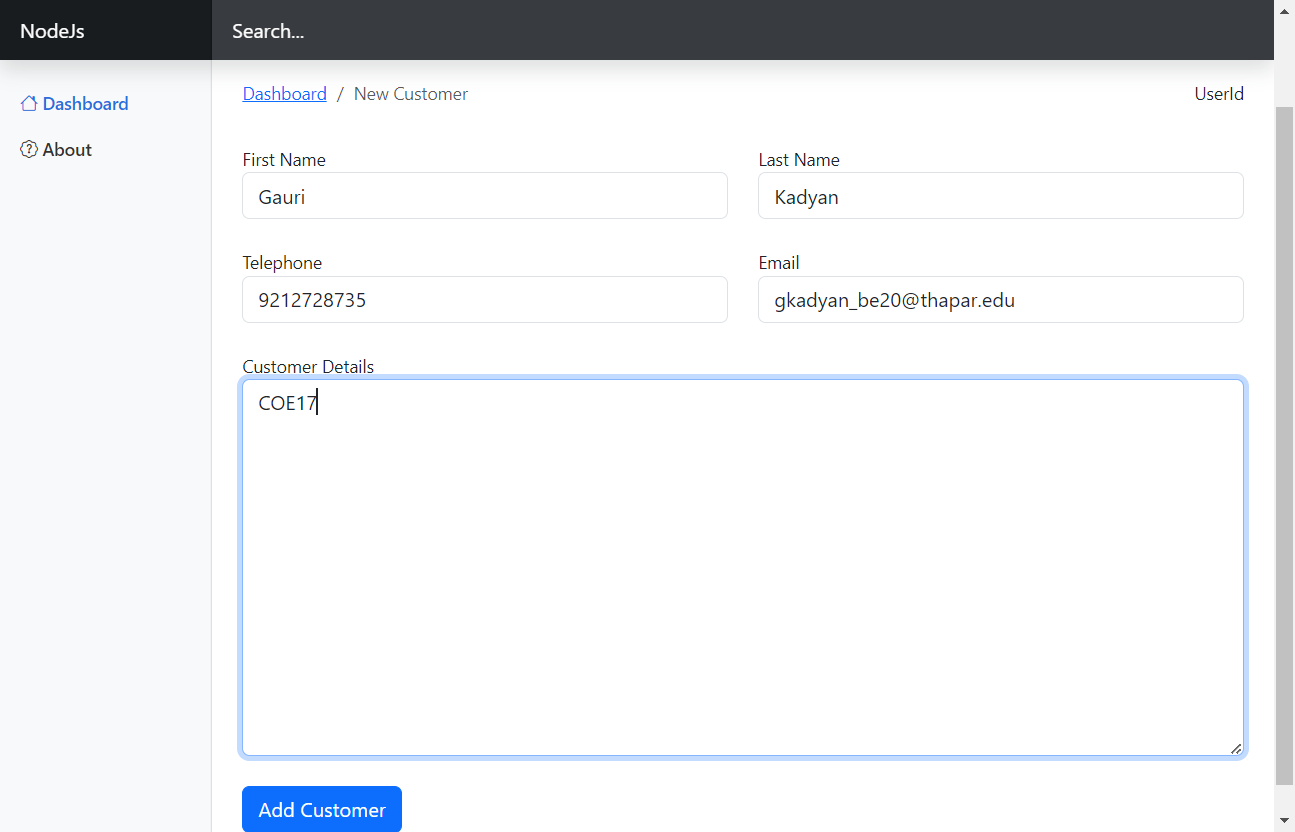 NodeJs
Search...
Dashboard
About
Dashboard / New Customer
UserId
First Name
Last Name
Gauri
Kadyan
Telephone
Email
9212728735
gkadyan_be20@thapar.edu
Customer Details
COE17
Add Customer